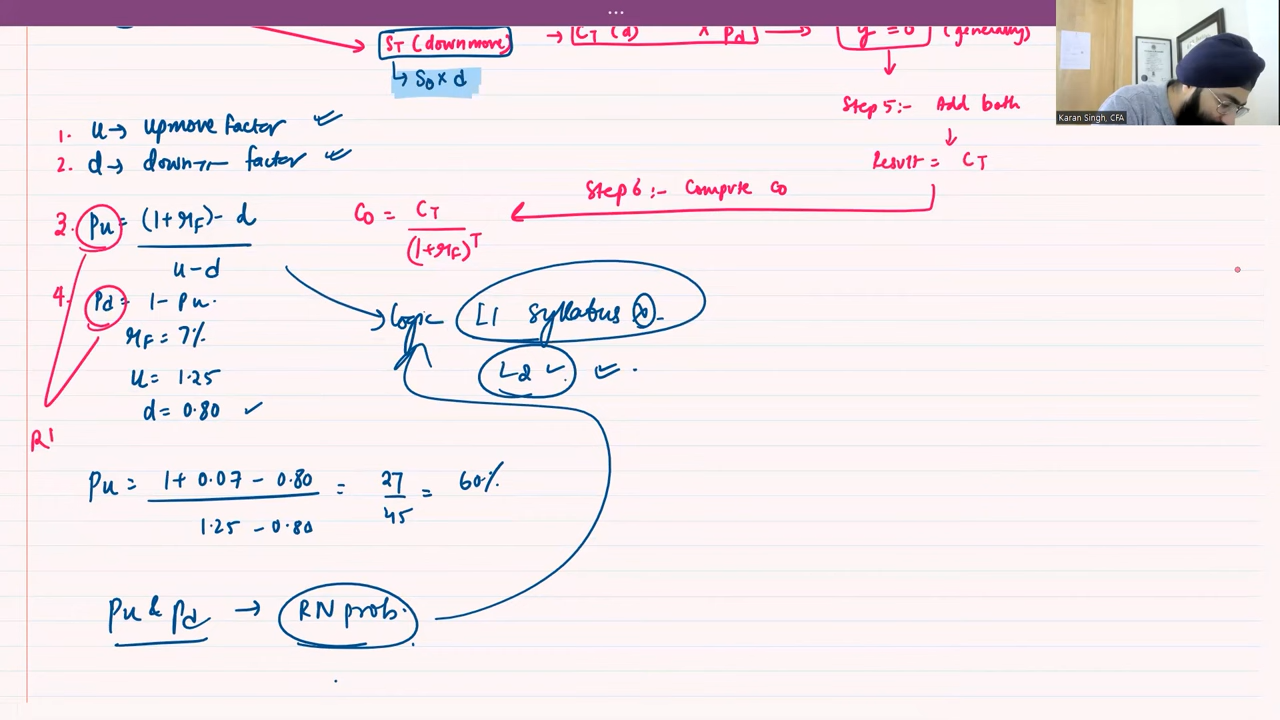 ST (down move) → CT (d) × Pd → y = 0 (generally)
↳ S0 × d
Step 5:- Add both
Result = CT
1. u → upmove factor
2. d → down-〃- factor
Step 6:- Compute C0
3. Pu = (1+rF) - d / u - d
C0 = CT / (1+rF)^T
4. Pd = 1 - Pu.
rF = 7%
u = 1.25
d = 0.80 ✓
→ Logic [L1 Syllabus ⊗.
L2 ✓.
RN
Pu = 1 + 0.07 - 0.80 / 1.25 - 0.80 = 27 / 45 = 60%
Pu & Pd → RN prob.
Karan Singh, CFA